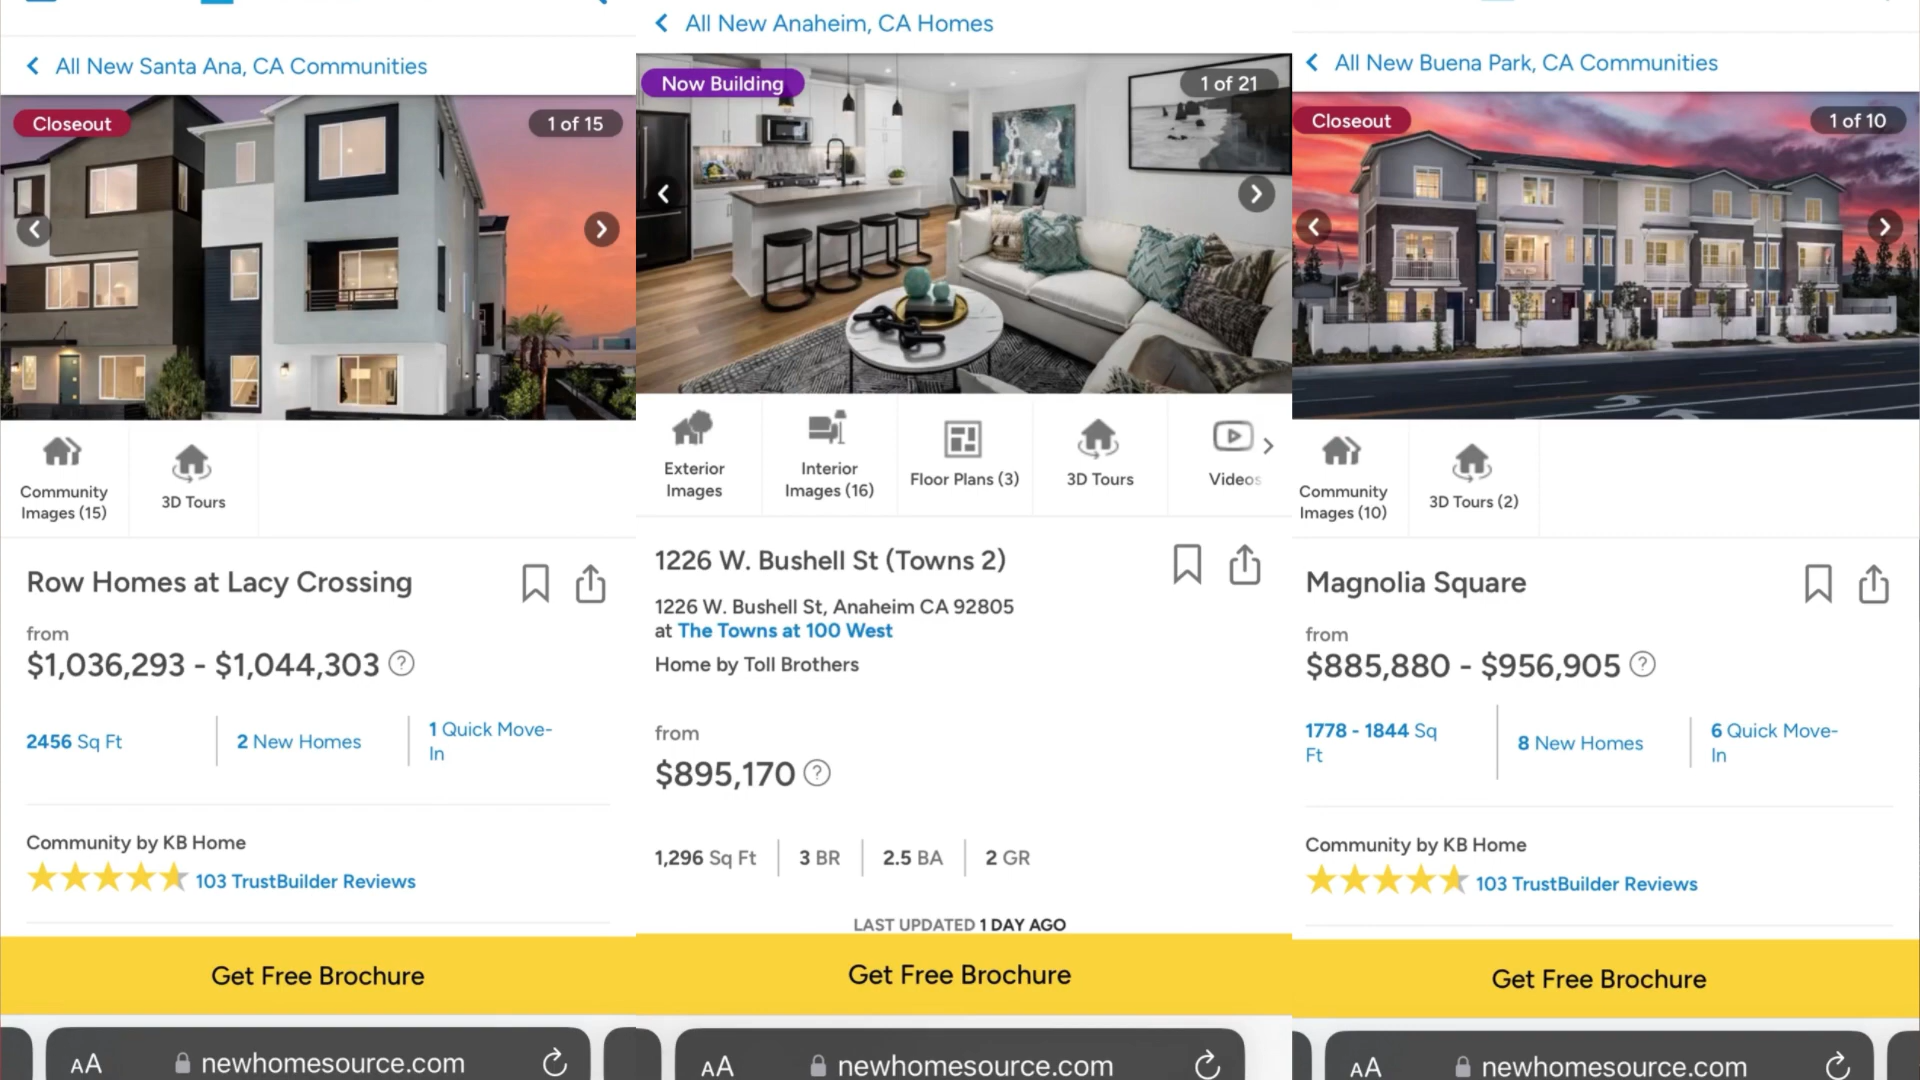 All New Santa Ana, CA Communities
Closeout
1 of 15
Community
Images (15)
3D Tours
Row Homes at Lacy Crossing
from
$1,036,293 - $1,044,303 ?
2456 Sq Ft
2 New Homes
1 Quick Move-
In
Community by KB Home
103 TrustBuilder Reviews
Get Free Brochure
AA
newhomesource.com
All New Anaheim, CA Homes
Now Building
1 of 21
Exterior
Images
Interior
Images (16)
Floor Plans (3)
3D Tours
Videos
1226 W. Bushell St (Towns 2)
1226 W. Bushell St, Anaheim CA 92805
at The Towns at 100 West
Home by Toll Brothers
from
$895,170 ?
1,296 Sq Ft
3 BR
2.5 BA
2 GR
LAST UPDATED 1 DAY AGO
Get Free Brochure
AA
newhomesource.com
All New Buena Park, CA Communities
Closeout
1 of 10
Community
Images (10)
3D Tours (2)
Magnolia Square
from
$885,880 - $956,905 ?
1778 - 1844 Sq
Ft
8 New Homes
6 Quick Move-
In
Community by KB Home
103 TrustBuilder Reviews
Get Free Brochure
AA
newhomesource.com